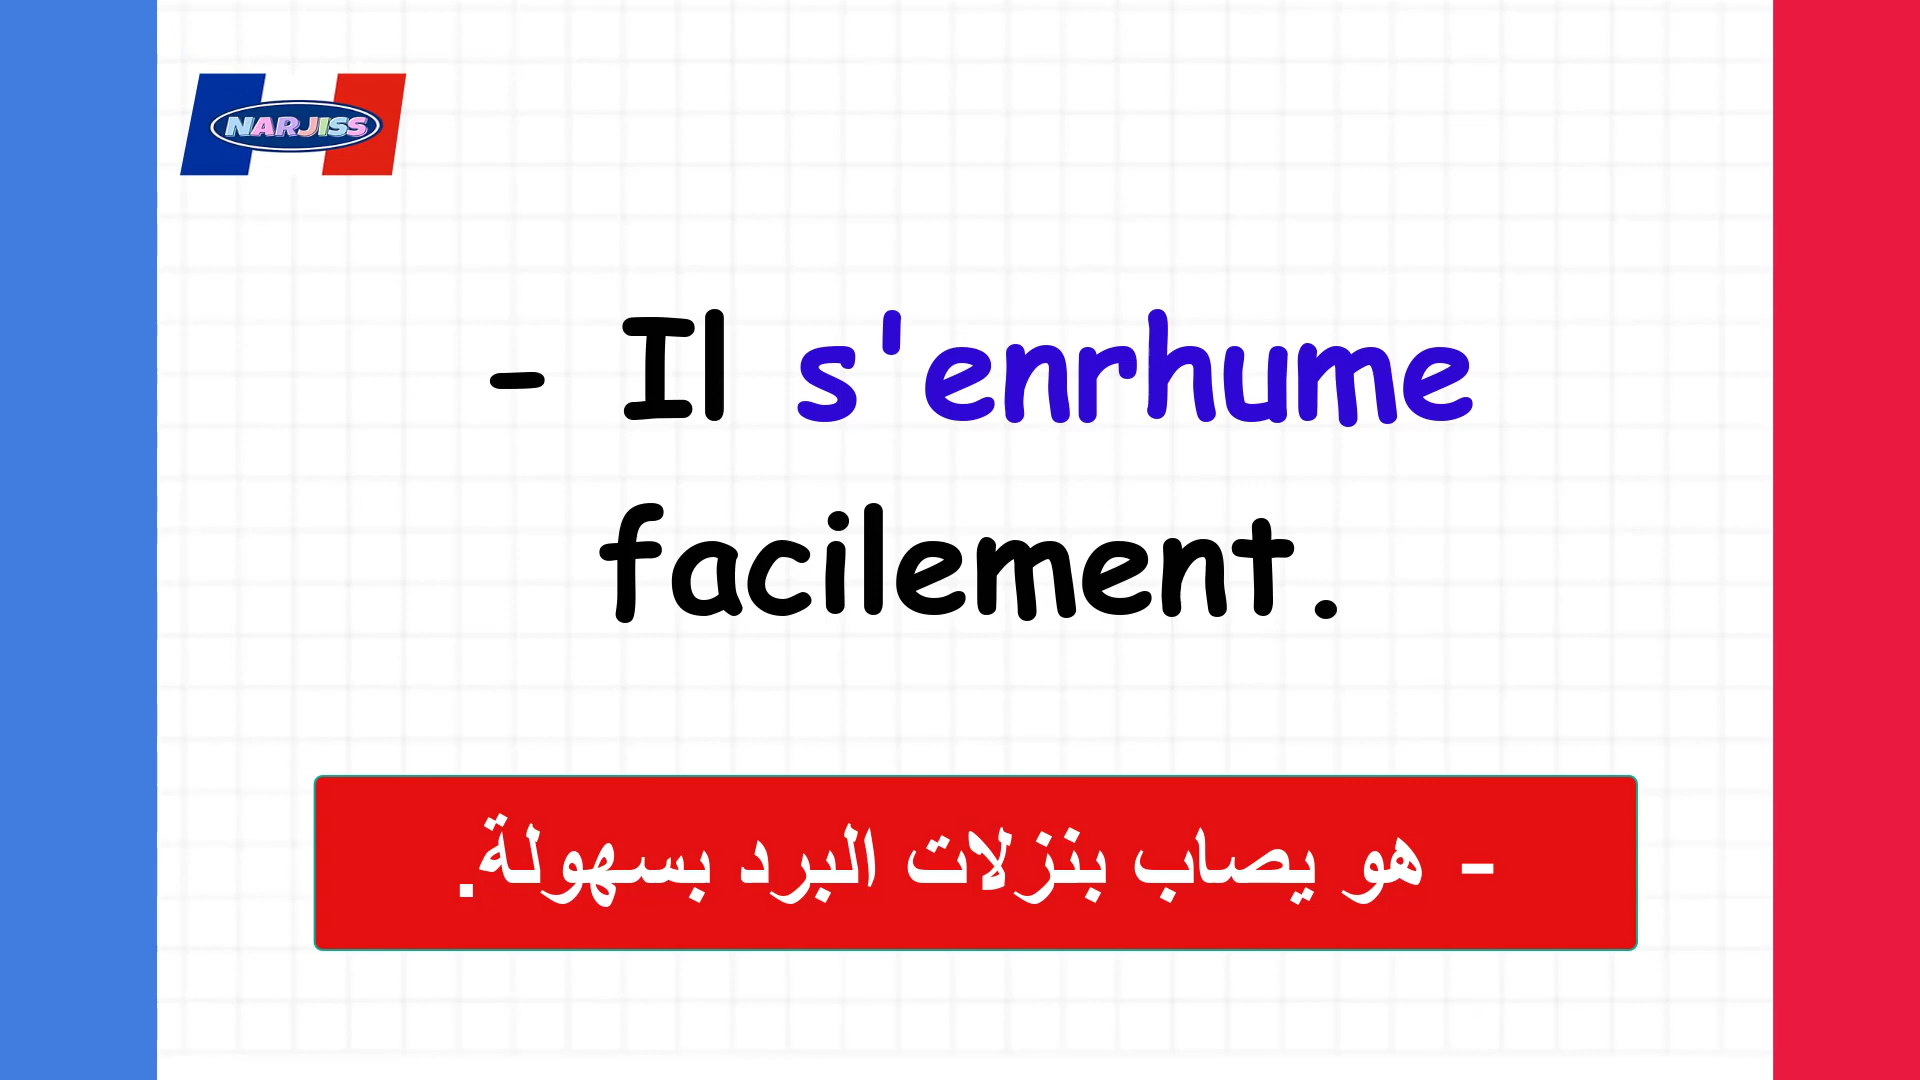 NARJISS
- Il s'enrhume
facilement.
- هو يصاب بنزلات البرد بسهولة.